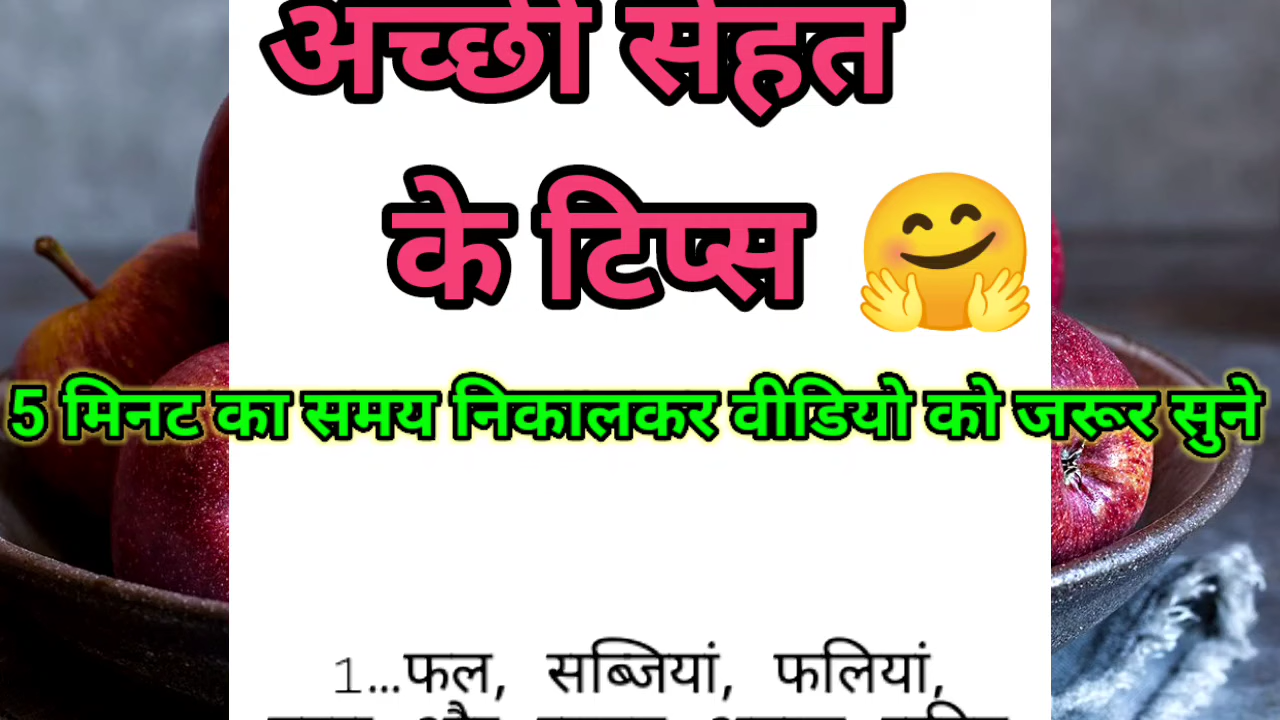 अच्छी सेहत
के टिप्स
5 मिनट का समय निकालकर वीडियो को जरूर सुने
1...फल, सब्जियां, फलियां,